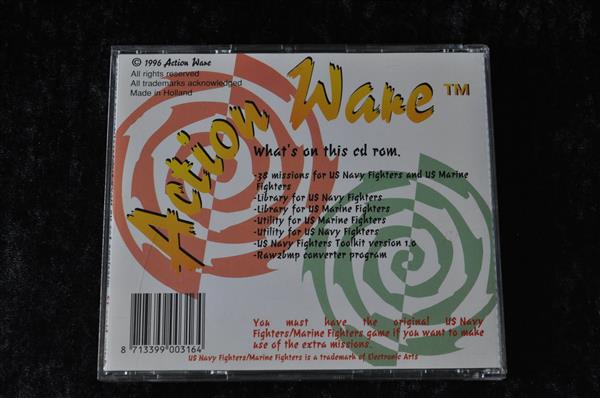 © 1996 Action Ware
All rights reserved
All trademarks acknowledged
Made in Holland
Action Ware ™
What's on this cd rom.
-38 missions for US Navy Fighters and US Marine
Fighters
-Library for US Navy Fighters
-Library for US Marine Fighters
-Utility for US Marine Fighters
-Utility for US Navy Fighters
-US Navy Fighters Toolkit version 1.0
-Raw2bmp converter program
You must have the original US Navy
Fighters/Marine Fighters game if you want to make
use of the extra missions.
8 713399 003164
US Navy Fighters/Marine Fighters is a trademark of Electronic Arts